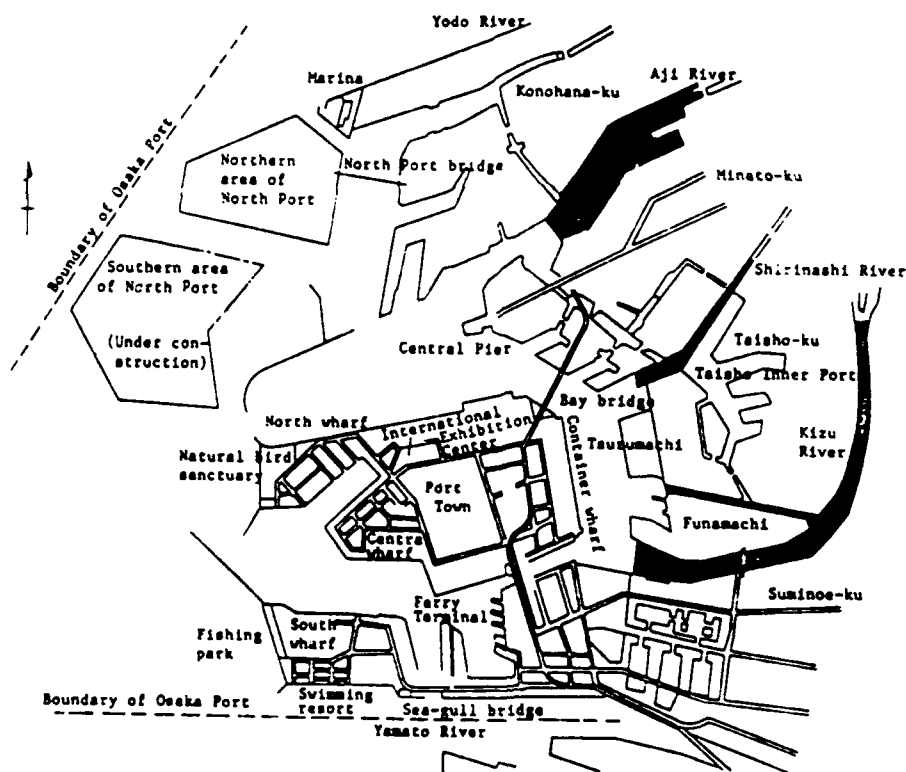 Yodo River
Marina
Aji River
Konohana-ku
Boundary of Osaka Port
Northern
area of
North Port
North Port bridge
Minato-ku
Southern area
of North Port
(Under con-
struction)
Shirinashi River
Central Pier
Taisho-ku
Taisho Inner Port
Bay bridge
North wharf
International
Exhibition
Center
Container wharf
Tsurumachi
Kizu
River
Natural bird
sanctuary
Port
Town
Funamachi
Central
wharf
Ferry
Terminal
Suminoe-ku
Fishing
park
South
wharf
Swimming
resort
Boundary of Osaka Port
Sea-gull bridge
Yamato River